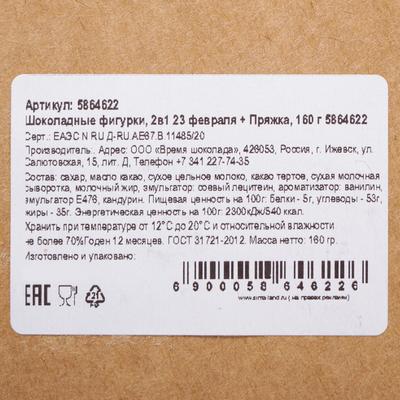 Артикул: 5864622
Шоколадные фигурки, 2в1 23 февраля + Пряжка, 160 г 5864622
Серт.: ЕАЭС N RU Д-RU.АЕ67.В.11485/20
Производитель:. Адрес: ООО «Время шоколада», 426053, Россия, г. Ижевск, ул.
Салютовская, 15, лит. Д, Телефон +7 341 227-74-35
Состав: сахар, масло какао, сухое цельное молоко, какао тертое, сухая молочная
сыворотка, молочный жир, эмульгатор: соевый лецитин, ароматизатор: ванилин,
эмульгатор Е476, кандурин. Пищевая ценность на 100г: белки - 5г, углеводы - 53г,
жиры - 35г. Энергетическая ценность на 100г: 2300кДж/540 ккал.
Хранить при температуре от 12°С до 20°С и относительной влажности
не более 70%Годен 12 месяцев. ГОСТ 31721-2012. Масса нетто: 160 гр.
Изготовлено и упаковано:
EAC
21
6 900058 646226
www.sima-land.ru ( на правах рекламы )